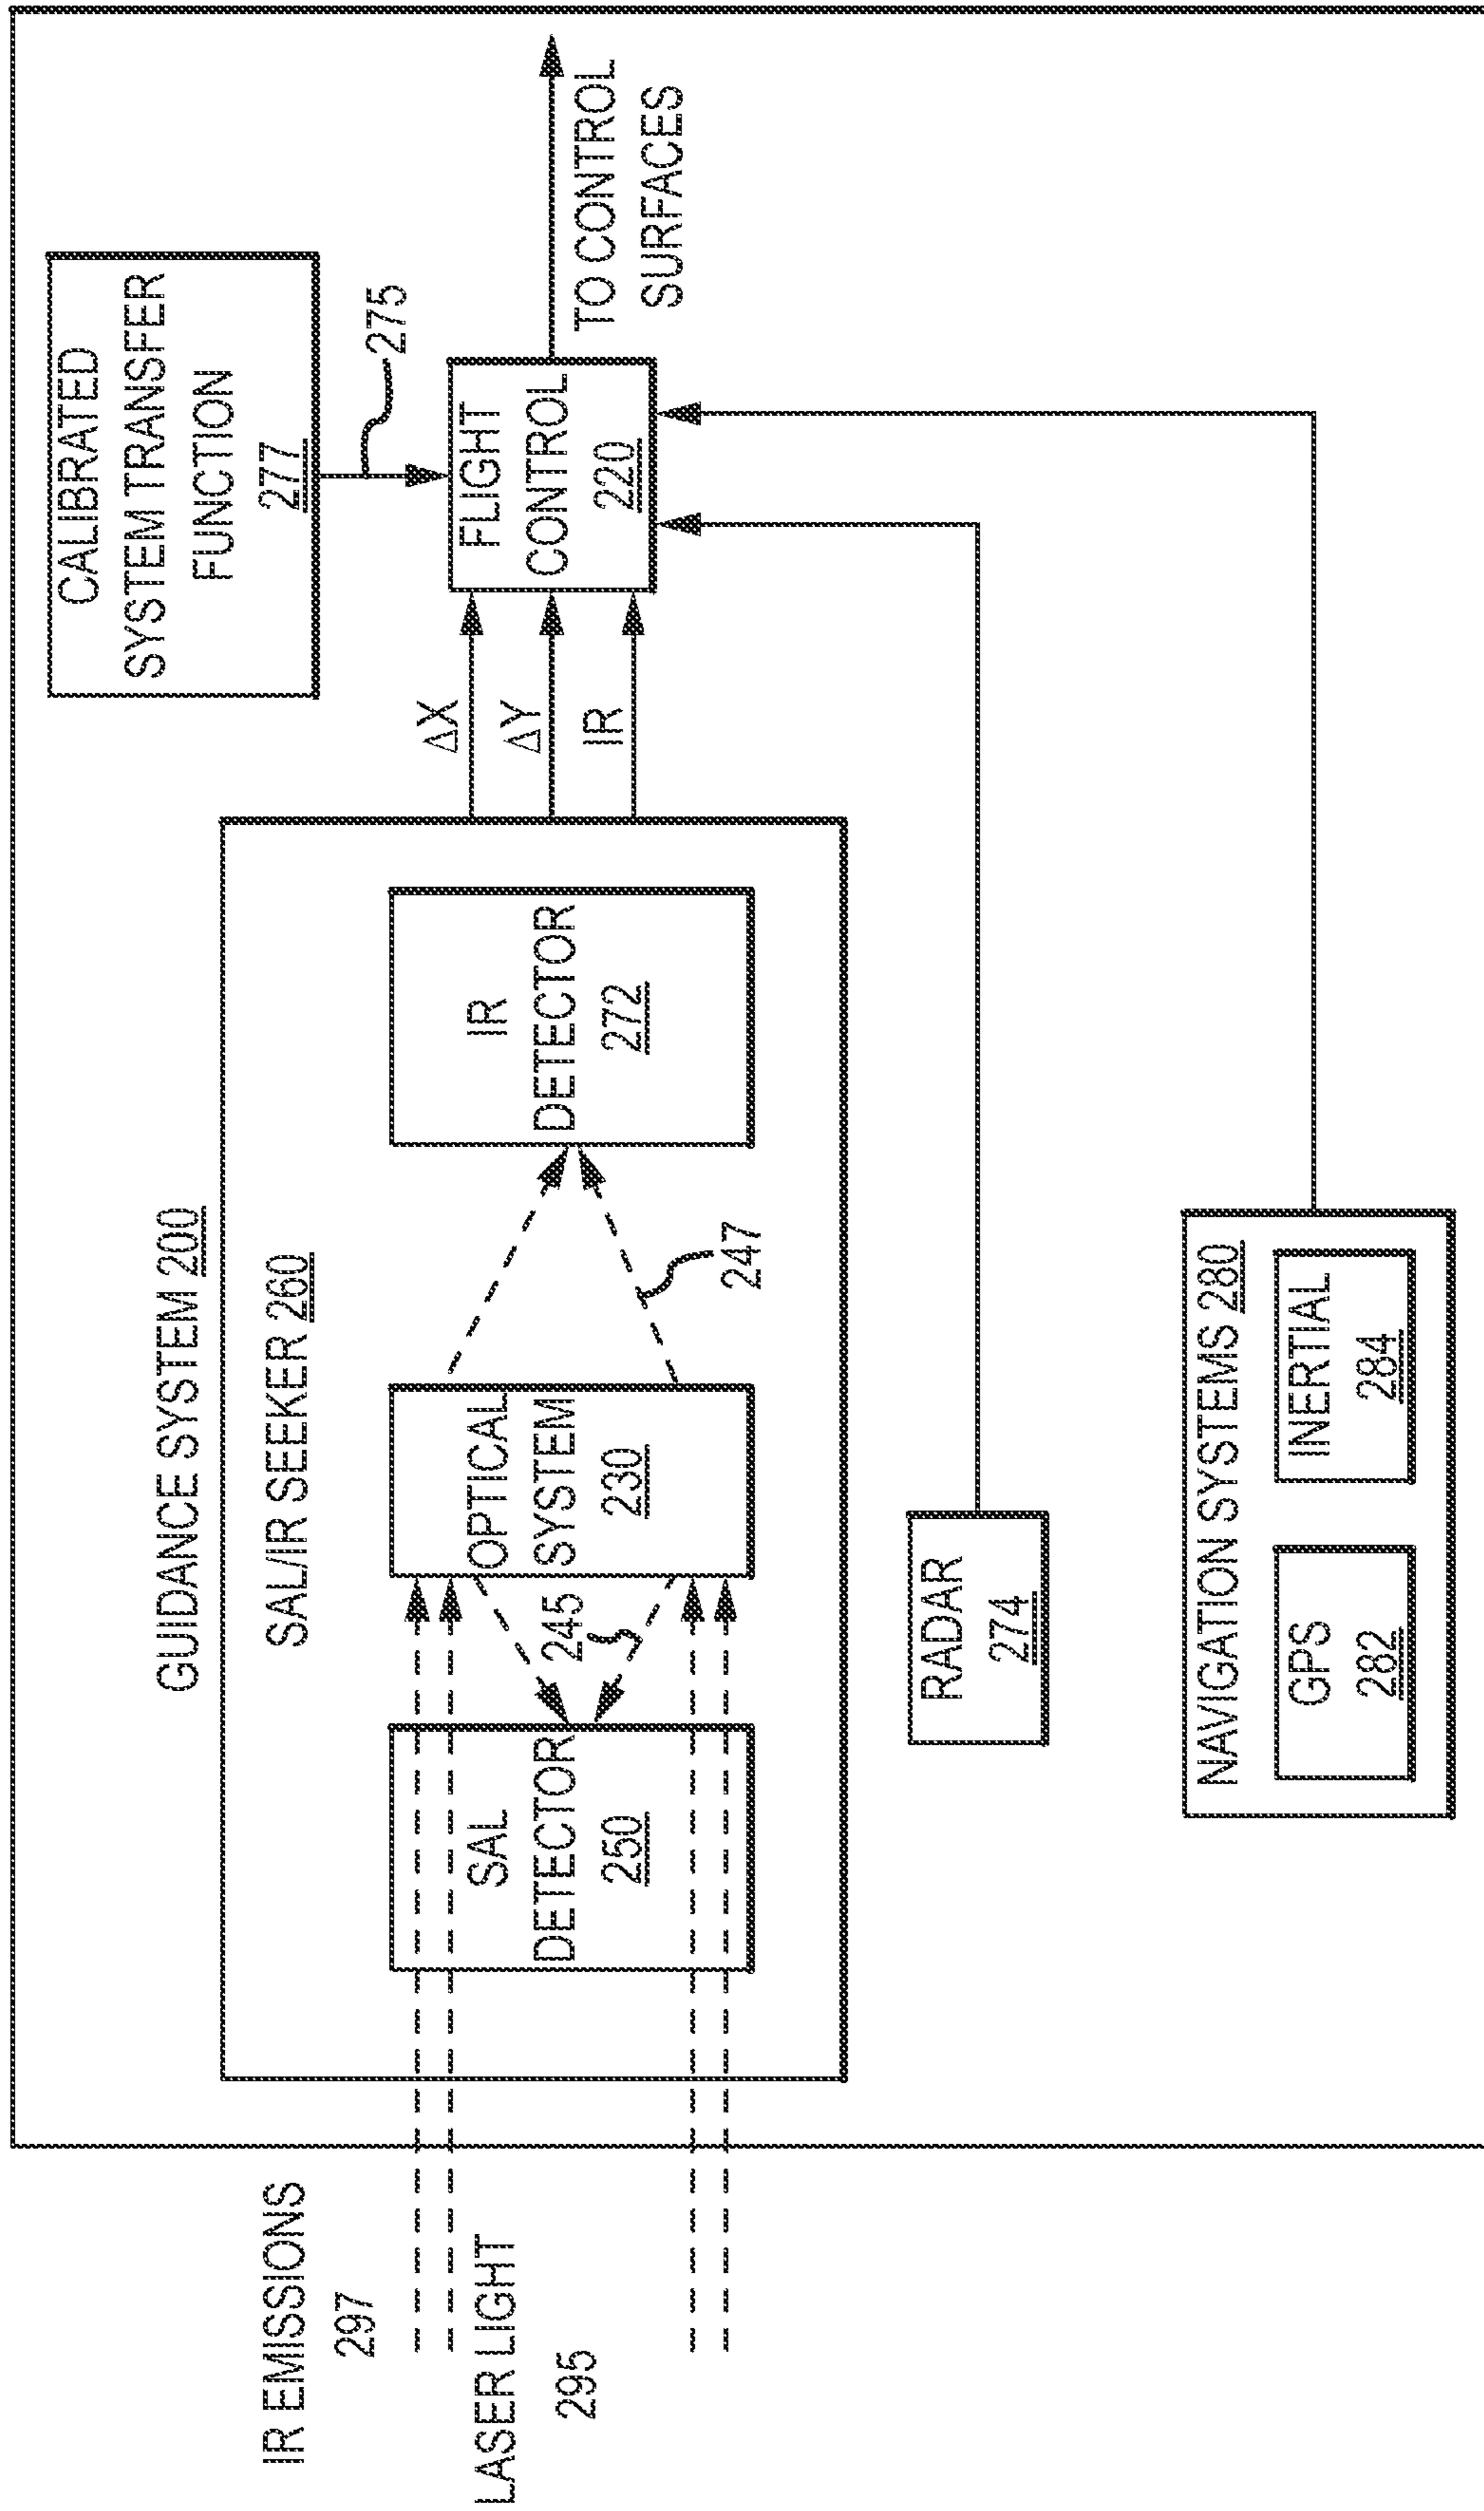 GUIDANCE SYSTEM 200
SAL/IR SEEKER 260
IR EMISSIONS
297
LASER LIGHT
295
SAL
DETECTOR
250
245
OPTICAL
SYSTEM
230
247
IR
DETECTOR
272
ΔX
ΔY
IR
CALIBRATED
SYSTEM TRANSFER
FUNCTION
277
275
FLIGHT
CONTROL
220
TO CONTROL
SURFACES
RADAR
274
NAVIGATION SYSTEMS 280
GPS
282
INERTIAL
284